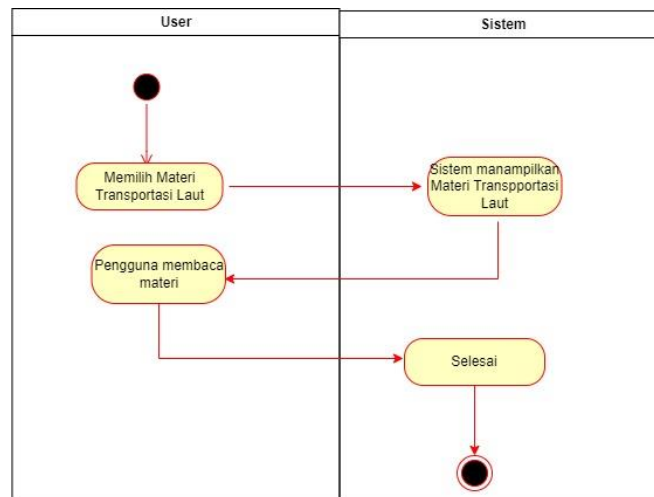 User
Sistem
Memilih Materi
Transportasi Laut
Sistem manampilkan
Materi Transpportasi
Laut
Pengguna membaca
materi
Selesai